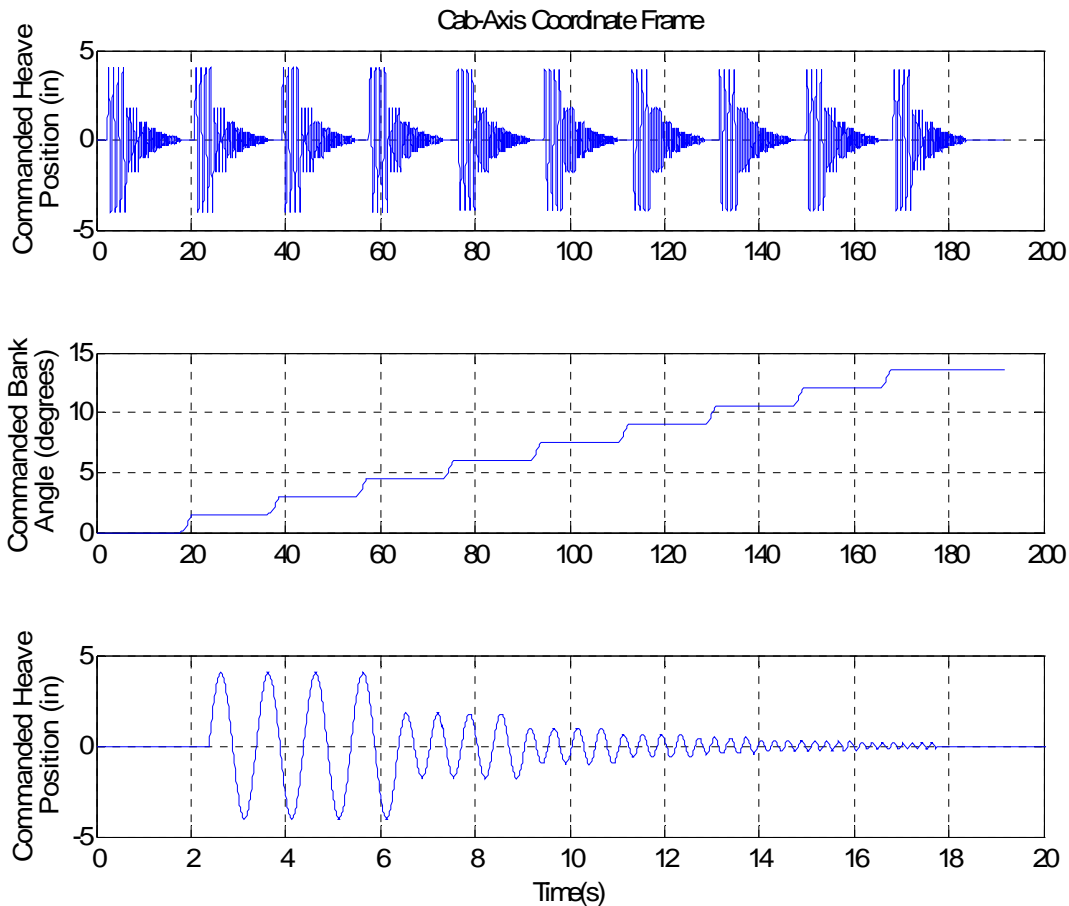 Cab-Axis Coordinate Frame
Commanded Heave
Position (in)
5
0
-5
0 20 40 60 80 100 120 140 160 180 200
Commanded Bank
Angle (degrees)
15
10
5
0
0 20 40 60 80 100 120 140 160 180 200
Commanded Heave
Position (in)
5
0
-5
0 2 4 6 8 10 12 14 16 18 20
Time(s)